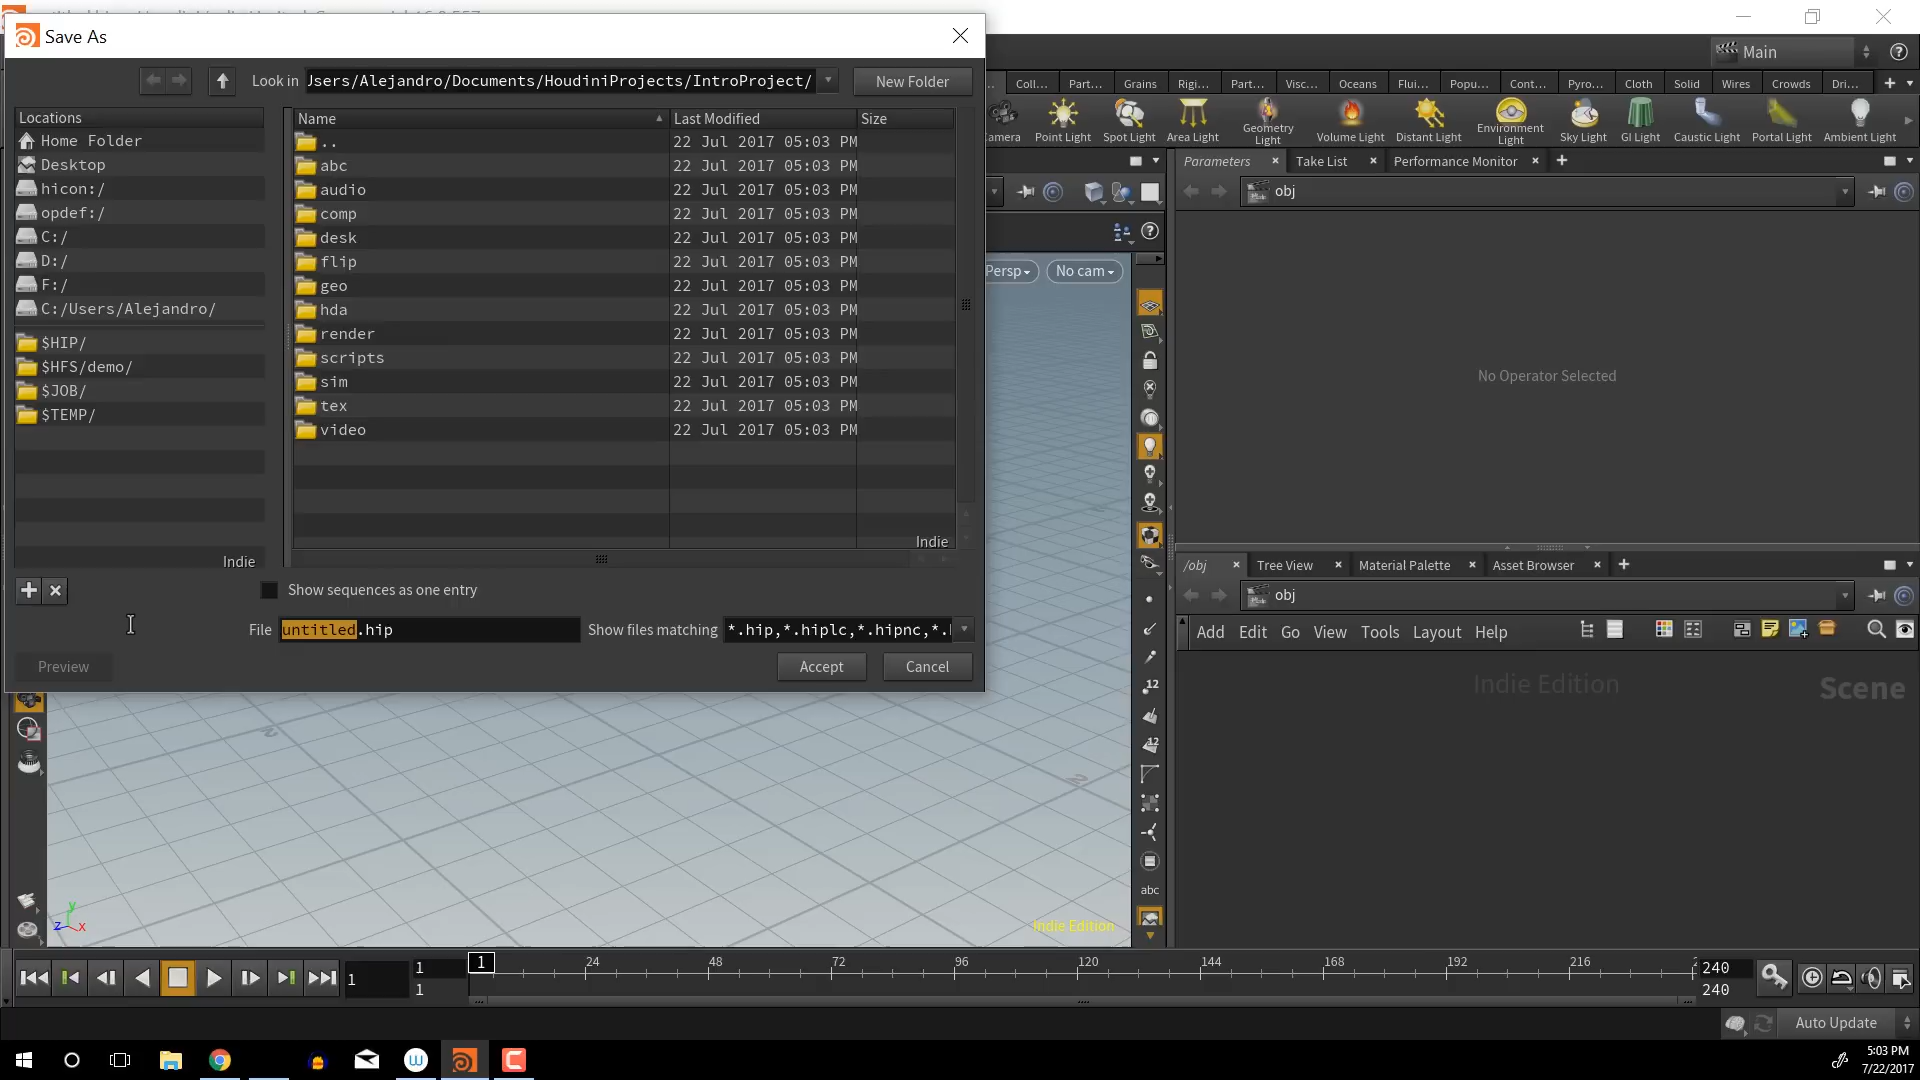 Save As
Main
Look in
Jsers/Alejandro/Documents/HoudiniProjects/IntroProject/
New Folder
Coll...
Part...
Grains
Rigi...
Part...
Visc...
Oceans
Flui...
Popu...
Cont...
Pyro...
Cloth
Solid
Wires
Crowds
Dri...
Locations
Name
Last Modified
Size
Home Folder
Desktop
hicon:/
opdef:/
C:/
D:/
F:/
C:/Users/Alejandro/
$HIP/
$HFS/demo/
$JOB/
$TEMP/
Indie
.. 22 Jul 2017 05:03 PM
abc 22 Jul 2017 05:03 PM
audio 22 Jul 2017 05:03 PM
comp 22 Jul 2017 05:03 PM
desk 22 Jul 2017 05:03 PM
flip 22 Jul 2017 05:03 PM
geo 22 Jul 2017 05:03 PM
hda 22 Jul 2017 05:03 PM
render 22 Jul 2017 05:03 PM
scripts 22 Jul 2017 05:03 PM
sim 22 Jul 2017 05:03 PM
tex 22 Jul 2017 05:03 PM
video 22 Jul 2017 05:03 PM
Indie
Show sequences as one entry
File untitled.hip
Show files matching *.hip,*.hiplc,*.hipnc,*.
Preview
Accept
Cancel
amera
Point Light
Spot Light
Area Light
Geometry
Light
Volume Light
Distant Light
Environment
Light
Sky Light
GI Light
Caustic Light
Portal Light
Ambient Light
Parameters
Take List
Performance Monitor
obj
Persp
No cam
No Operator Selected
/obj
Tree View
Material Palette
Asset Browser
obj
Add Edit Go View Tools Layout Help
Indie Edition
Scene
12
12
abc
z y x
Indie Edition
1
1
1
1 24 48 72 96 120 144 168 192 216 2
240
240
Auto Update
5:03 PM
7/22/2017